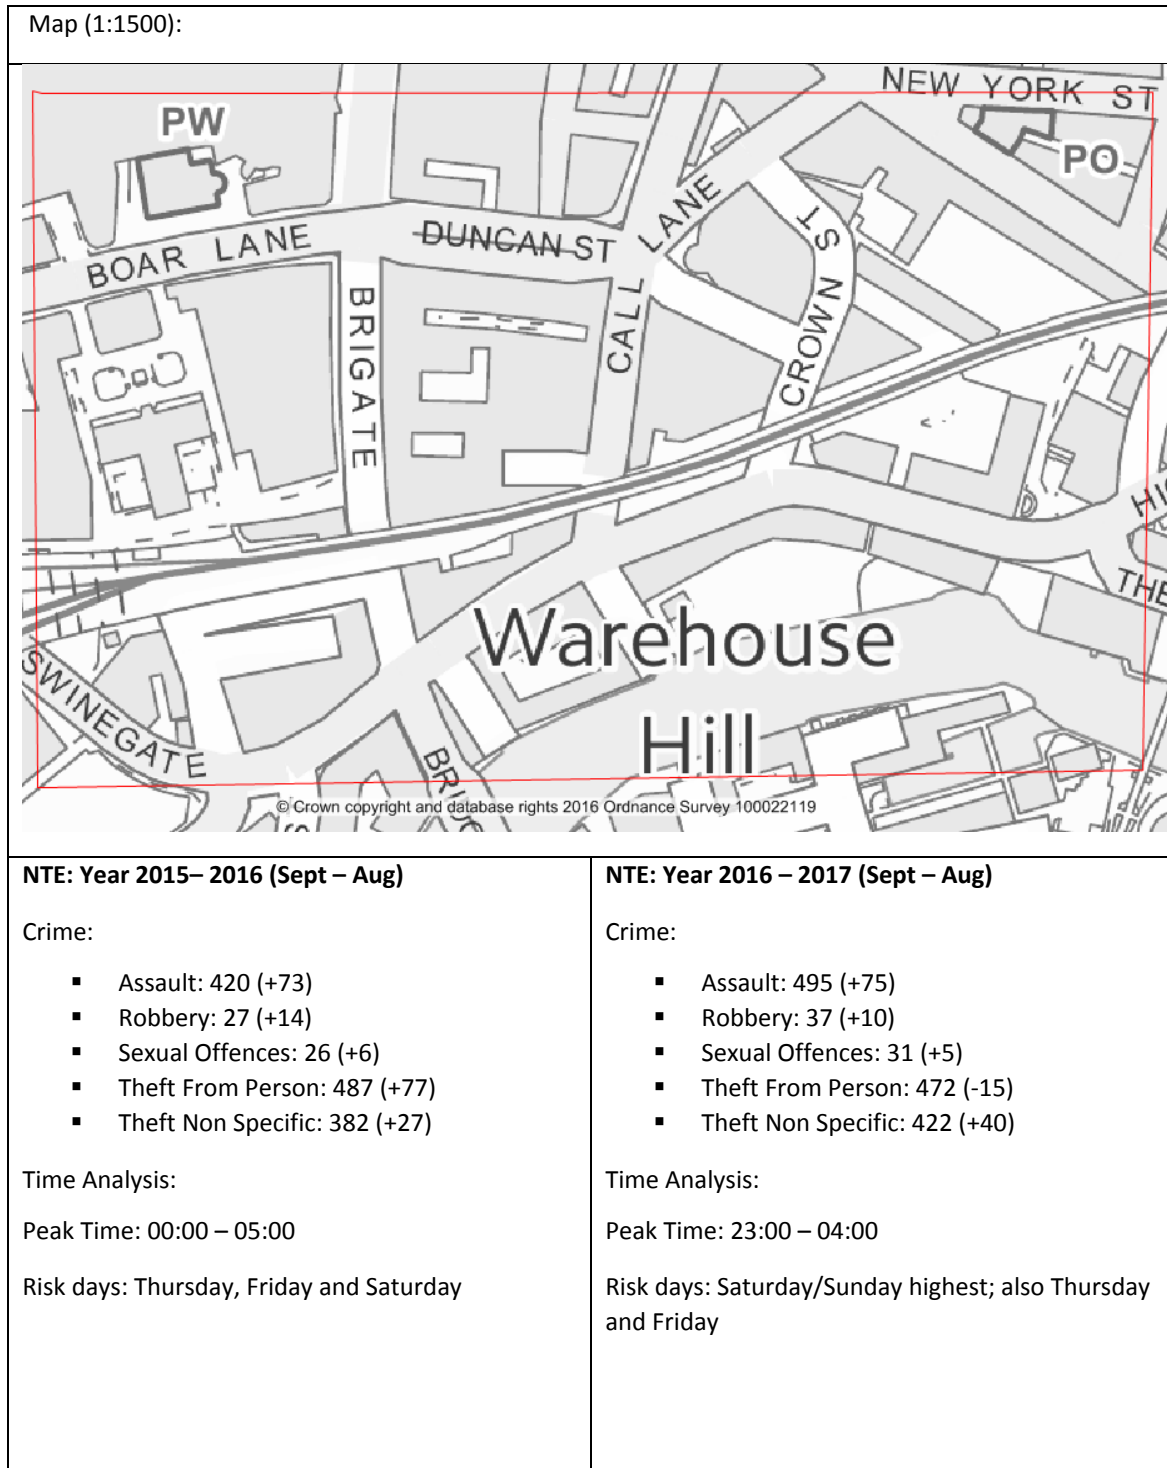 Map (1:1500):
NEW YORK ST
PW
PO
BOAR LANE
DUNCAN ST
CALL LANE
CROWN ST
BRIGATE
Warehouse
Hill
SWINEGATE
THE
© Crown copyright and database rights 2016 Ordnance Survey 100022119
NTE: Year 2015– 2016 (Sept – Aug)
Crime:
▪ Assault: 420 (+73)
▪ Robbery: 27 (+14)
▪ Sexual Offences: 26 (+6)
▪ Theft From Person: 487 (+77)
▪ Theft Non Specific: 382 (+27)
Time Analysis:
Peak Time: 00:00 – 05:00
Risk days: Thursday, Friday and Saturday
NTE: Year 2016 – 2017 (Sept – Aug)
Crime:
▪ Assault: 495 (+75)
▪ Robbery: 37 (+10)
▪ Sexual Offences: 31 (+5)
▪ Theft From Person: 472 (-15)
▪ Theft Non Specific: 422 (+40)
Time Analysis:
Peak Time: 23:00 – 04:00
Risk days: Saturday/Sunday highest; also Thursday
and Friday